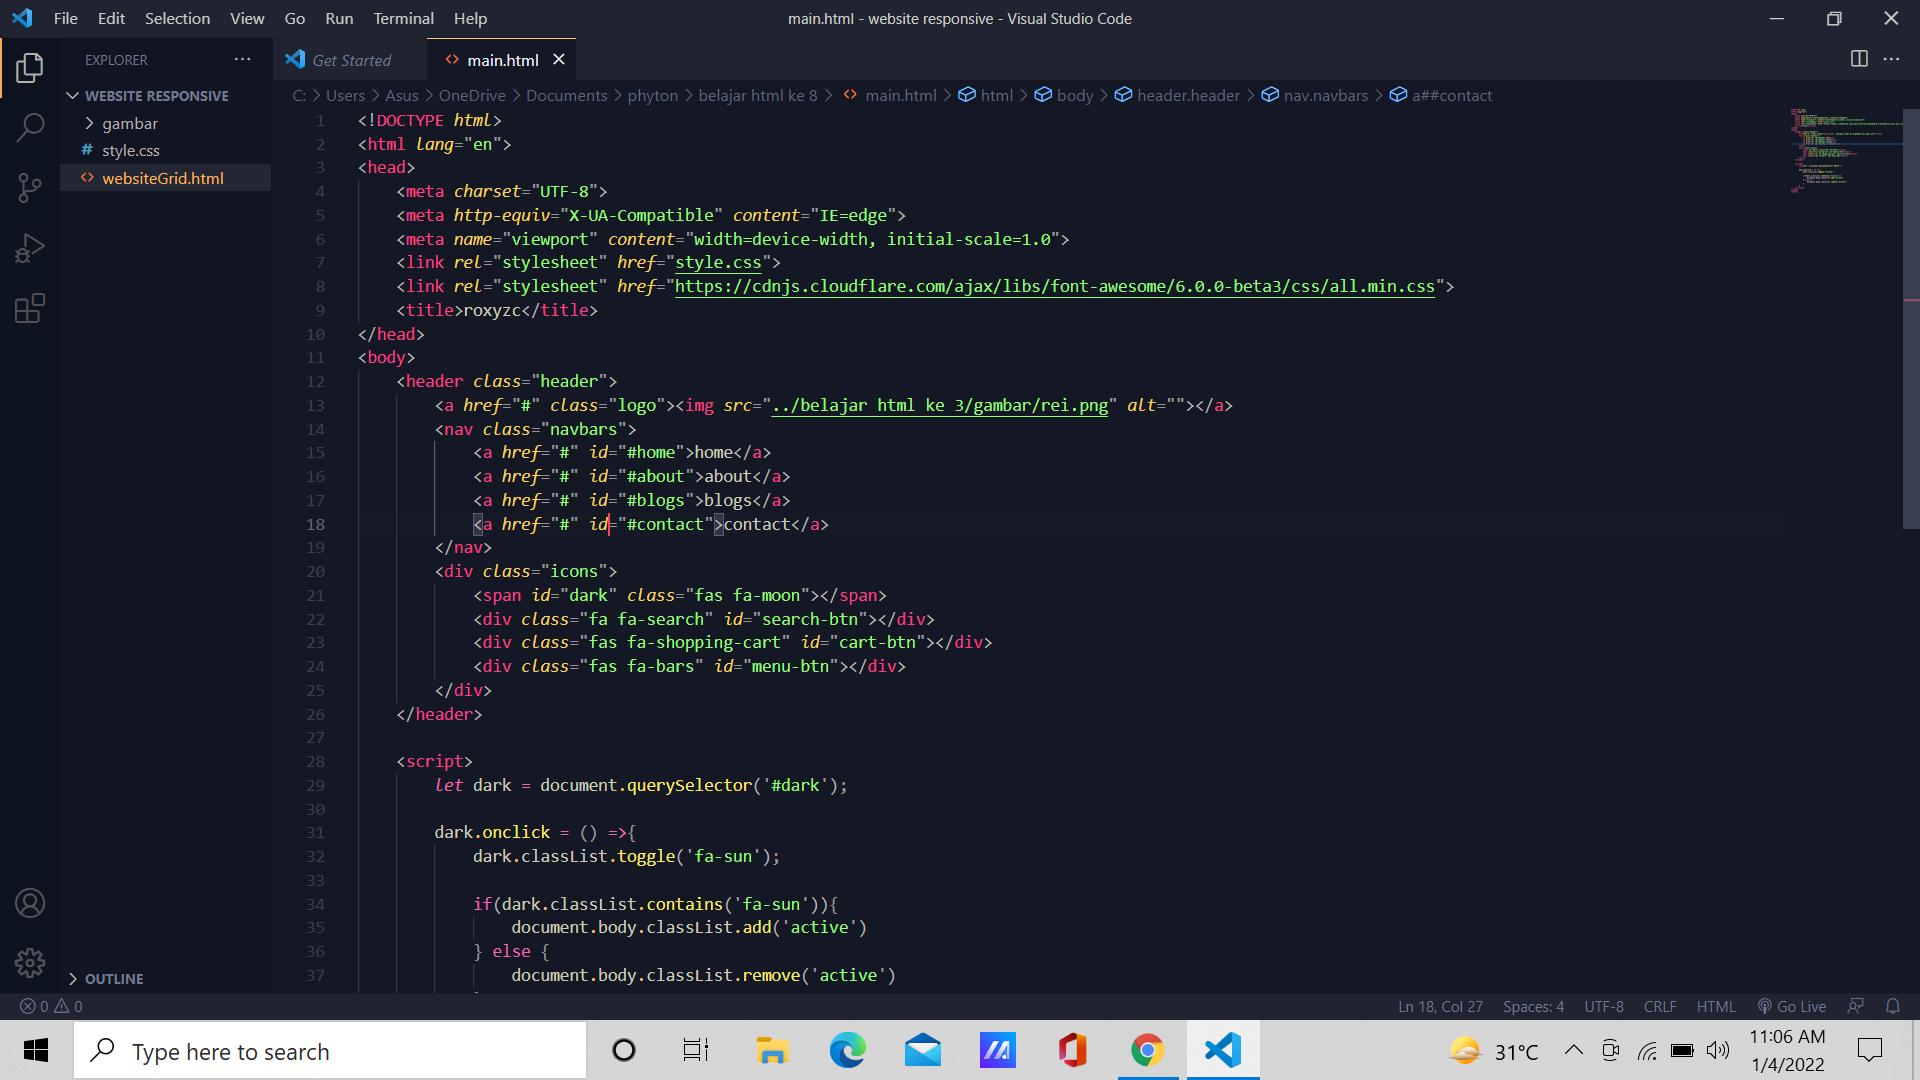 File Edit Selection View Go Run Terminal Help
main.html - website responsive - Visual Studio Code
EXPLORER
WEBSITE RESPONSIVE
gambar
# style.css
<> websiteGrid.html
OUTLINE
Get Started
<> main.html
C: > Users > Asus > OneDrive > Documents > phyton > belajar html ke 8 > <> main.html > html > body > header.header > nav.navbars > a##contact
1 <!DOCTYPE html>
2 <html lang="en">
3 <head>
4 <meta charset="UTF-8">
5 <meta http-equiv="X-UA-Compatible" content="IE=edge">
6 <meta name="viewport" content="width=device-width, initial-scale=1.0">
7 <link rel="stylesheet" href="style.css">
8 <link rel="stylesheet" href="https://cdnjs.cloudflare.com/ajax/libs/font-awesome/6.0.0-beta3/css/all.min.css">
9 <title>roxyzc</title>
10 </head>
11 <body>
12 <header class="header">
13 <a href="#" class="logo"><img src="../belajar html ke 3/gambar/rei.png" alt=""></a>
14 <nav class="navbars">
15 <a href="#" id="#home">home</a>
16 <a href="#" id="#about">about</a>
17 <a href="#" id="#blogs">blogs</a>
18 <a href="#" id="#contact">contact</a>
19 </nav>
20 <div class="icons">
21 <span id="dark" class="fas fa-moon"></span>
22 <div class="fa fa-search" id="search-btn"></div>
23 <div class="fas fa-shopping-cart" id="cart-btn"></div>
24 <div class="fas fa-bars" id="menu-btn"></div>
25 </div>
26 </header>
27
28 <script>
29 let dark = document.querySelector('#dark');
30
31 dark.onclick = () =>{
32 dark.classList.toggle('fa-sun');
33
34 if(dark.classList.contains('fa-sun')){
35 document.body.classList.add('active')
36 } else {
37 document.body.classList.remove('active')
0 0
Ln 18, Col 27 Spaces: 4 UTF-8 CRLF HTML Go Live
Type here to search
31°C
11:06 AM
1/4/2022